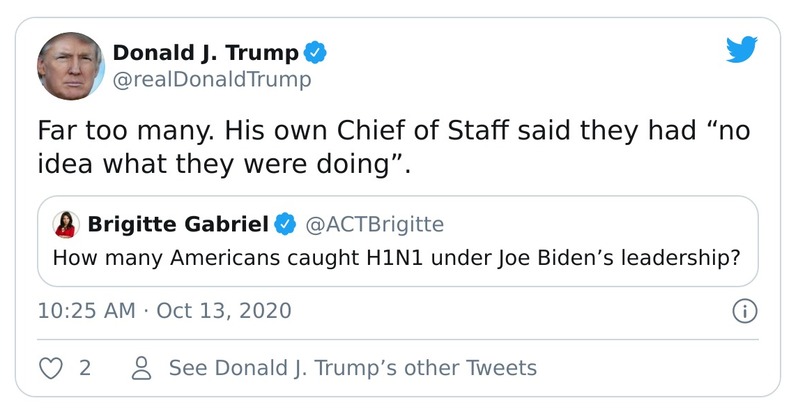 Donald J. Trump
@realDonaldTrump
Far too many. His own Chief of Staff said they had “no
idea what they were doing”.
Brigitte Gabriel @ACTBrigitte
How many Americans caught H1N1 under Joe Biden’s leadership?
10:25 AM · Oct 13, 2020
2 See Donald J. Trump’s other Tweets